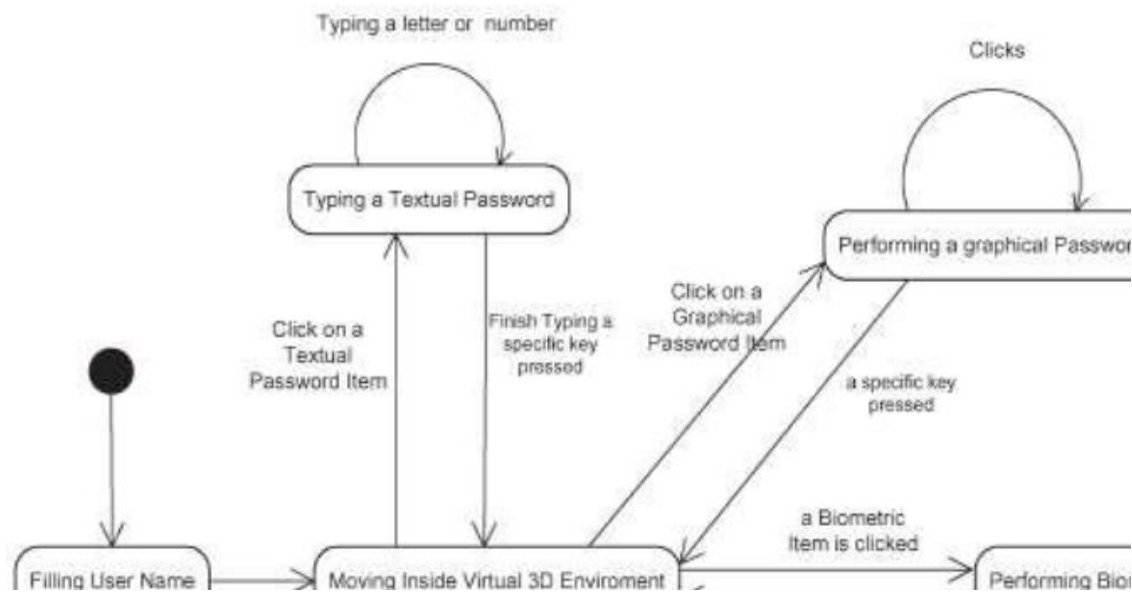 Typing a letter or number
Clicks
Typing a Textual Password
Performing a graphical Passwor
Click on a
Textual
Password Item
Finish Typing a
specific key
pressed
Click on a
Graphical
Password Item
a specific key
pressed
a Biometric
Item is clicked
Filling User Name
Moving Inside Virtual 3D Enviroment
Performing Bio